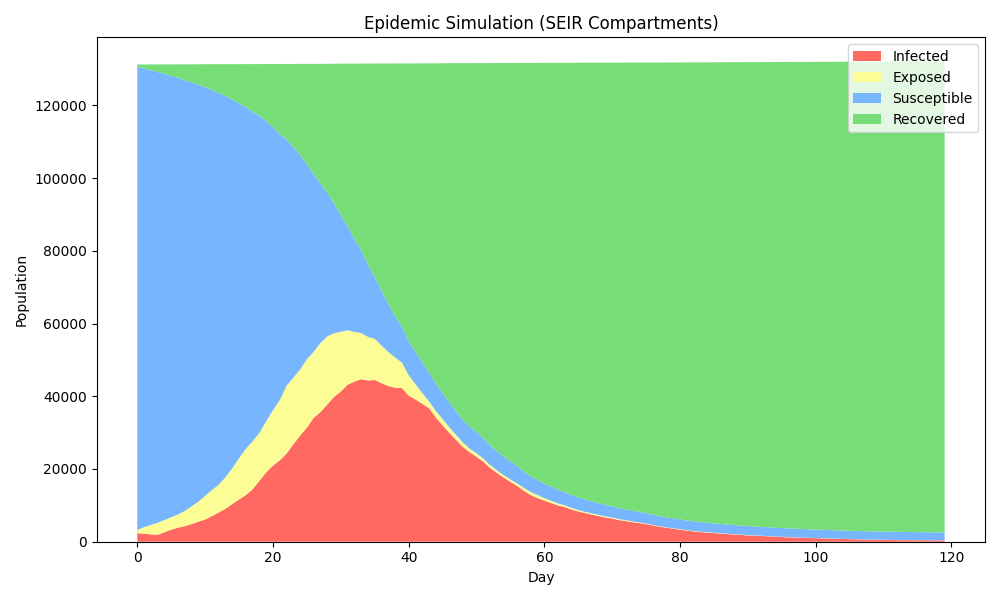 Epidemic Simulation (SEIR Compartments)
Infected
Exposed
Susceptible
Recovered
Population
120000
100000
80000
60000
40000
20000
0
0 20 40 60 80 100 120
Day